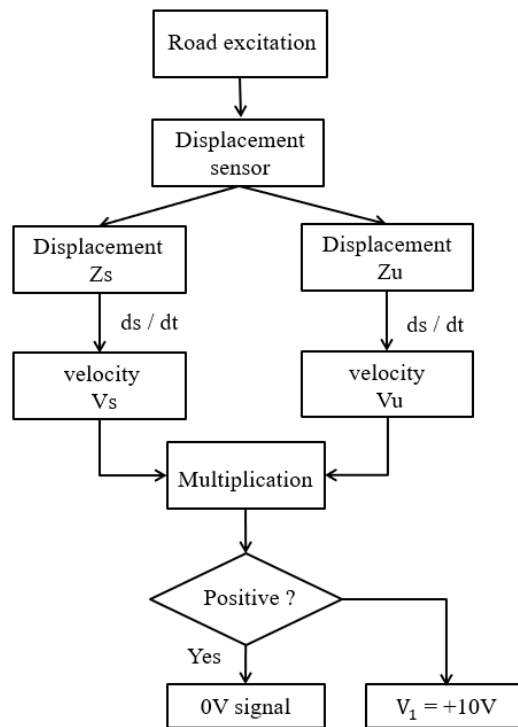 Road excitation
Displacement
sensor
Displacement
Zs
Displacement
Zu
ds / dt
ds / dt
velocity
Vs
velocity
Vu
Multiplication
Positive ?
Yes
0V signal
V₁ = +10V